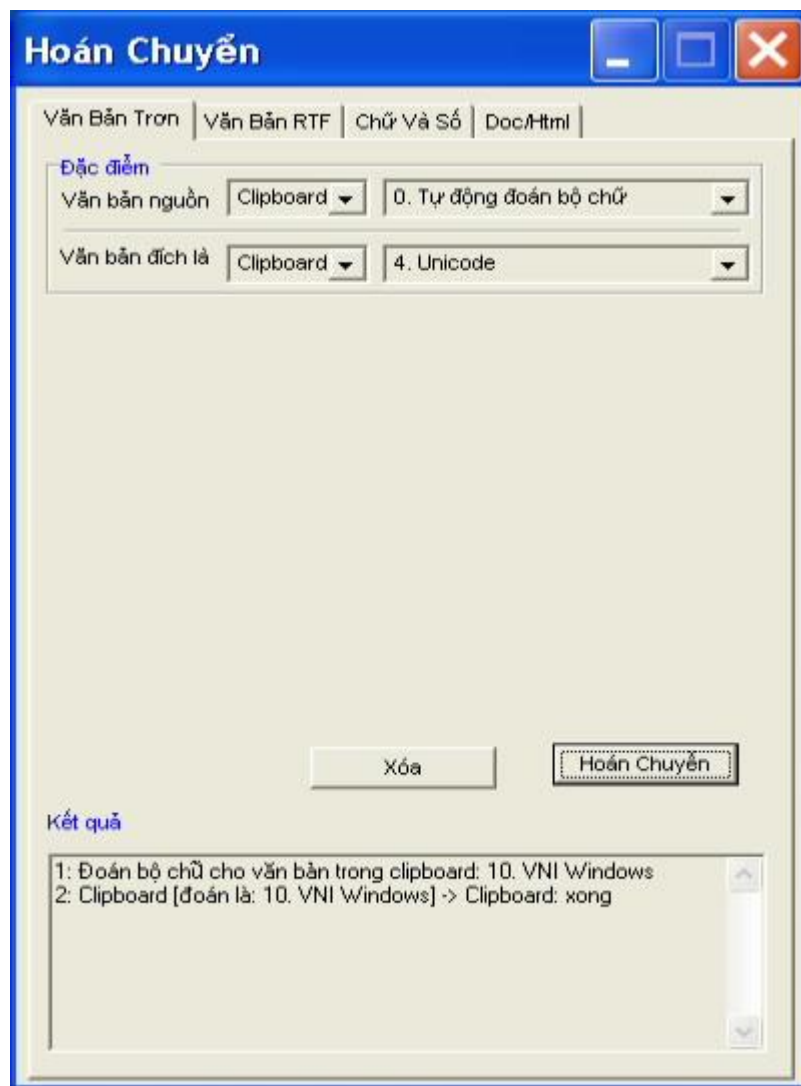 Hoán Chuyển
Văn Bản Trơn Văn Bản RTF Chữ Và Số Doc/Html
Đặc điểm
Văn bản nguồn Clipboard 0. Tự động đoán bộ chữ
Văn bản đích là Clipboard 4. Unicode
Xóa Hoán Chuyển
Kết quả
1: Đoán bộ chữ cho văn bản trong clipboard: 10. VNI Windows
2: Clipboard [đoán là: 10. VNI Windows] -> Clipboard: xong